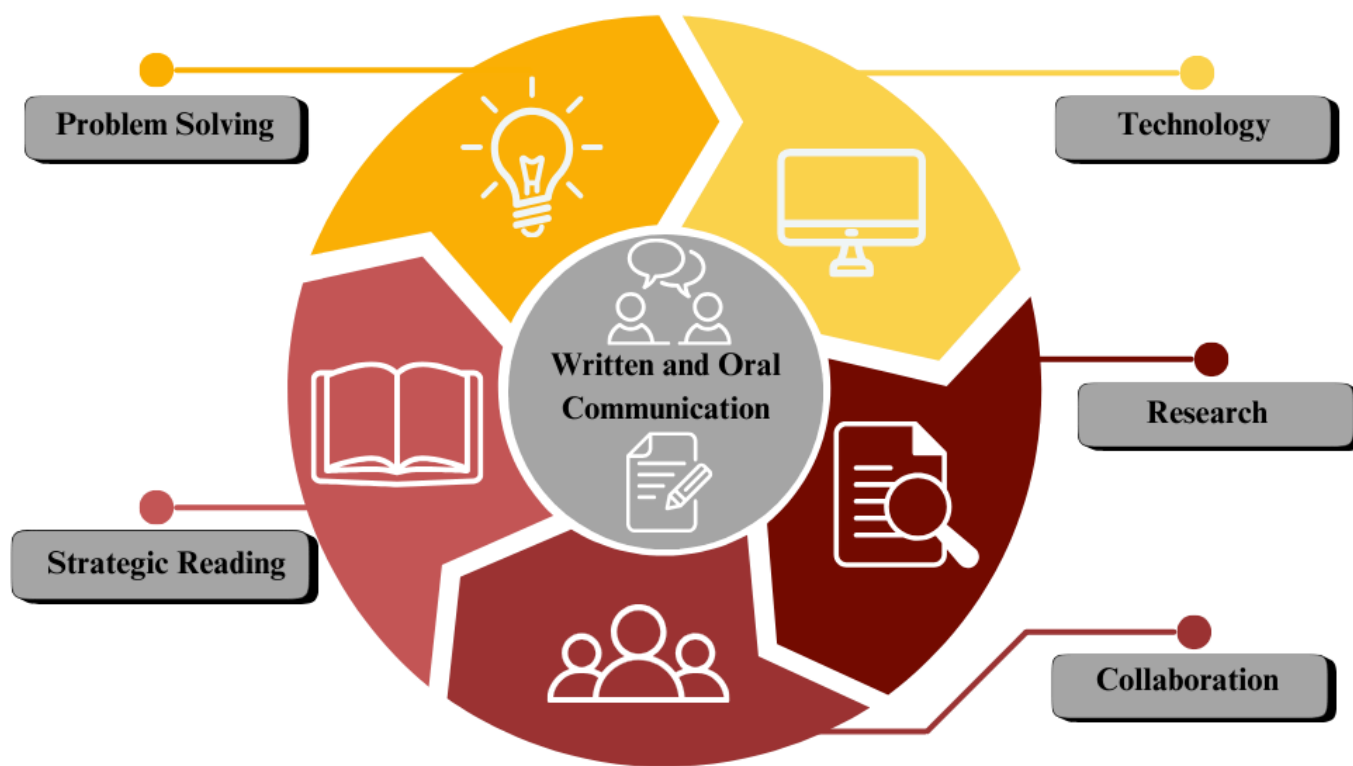 Problem Solving
Technology
Written and Oral
Communication
Research
Strategic Reading
Collaboration